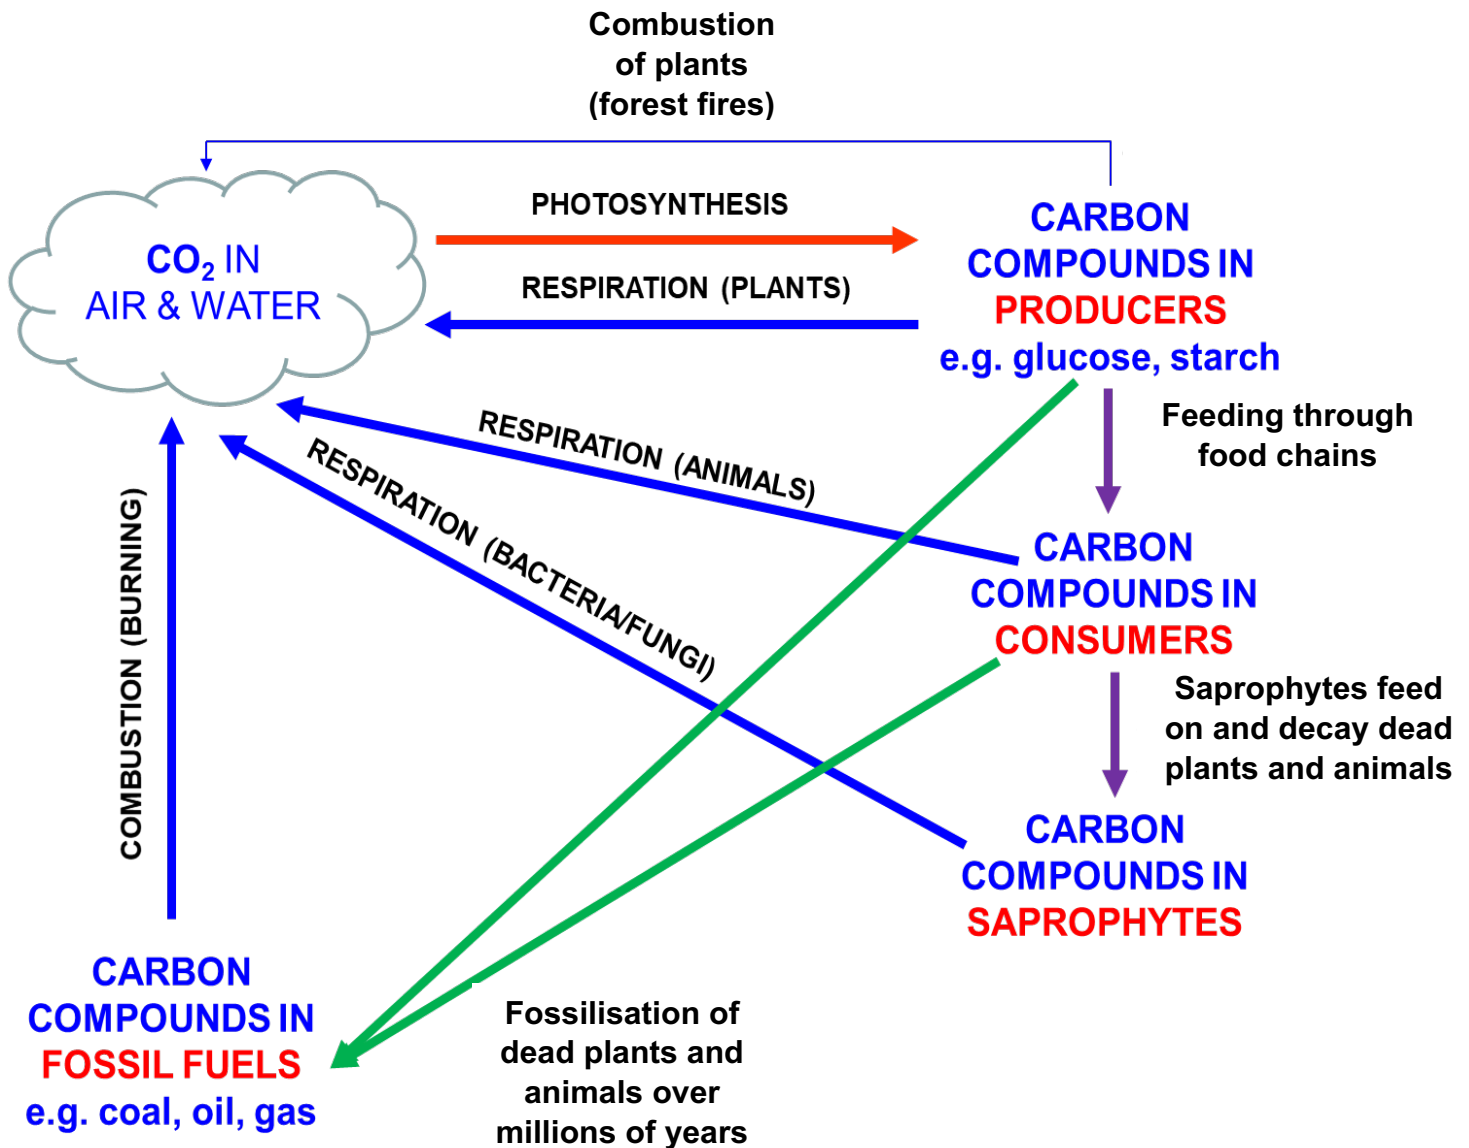 Combustion
of plants
(forest fires)
PHOTOSYNTHESIS
CO₂ IN
AIR & WATER
RESPIRATION (PLANTS)
CARBON
COMPOUNDS IN
PRODUCERS
e.g. glucose, starch
Feeding through
food chains
RESPIRATION (ANIMALS)
RESPIRATION (BACTERIA/FUNGI)
COMBUSTION (BURNING)
CARBON
COMPOUNDS IN
CONSUMERS
Saprophytes feed
on and decay dead
plants and animals
CARBON
COMPOUNDS IN
SAPROPHYTES
CARBON
COMPOUNDS IN
FOSSIL FUELS
e.g. coal, oil, gas
Fossilisation of
dead plants and
animals over
millions of years